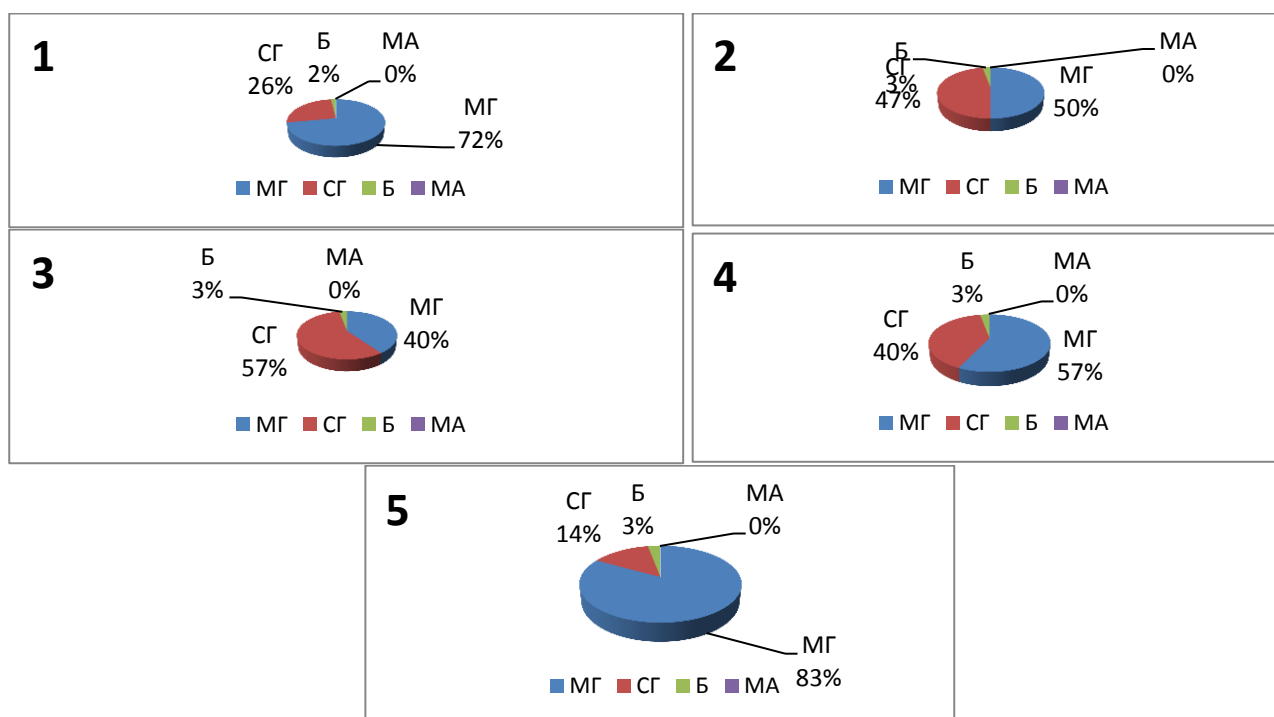 1
СГ
26%
Б
2%
МА
0%
МГ
72%
МГ СГ Б МА
2
Б
3%
СГ
47%
МА
0%
МГ
50%
МГ СГ Б МА
3
Б
3%
МА
0%
МГ
40%
СГ
57%
МГ СГ Б МА
4
Б
3%
МА
0%
СГ
40%
МГ
57%
МГ СГ Б МА
5
СГ
14%
Б
3%
МА
0%
МГ
83%
МГ СГ Б МА